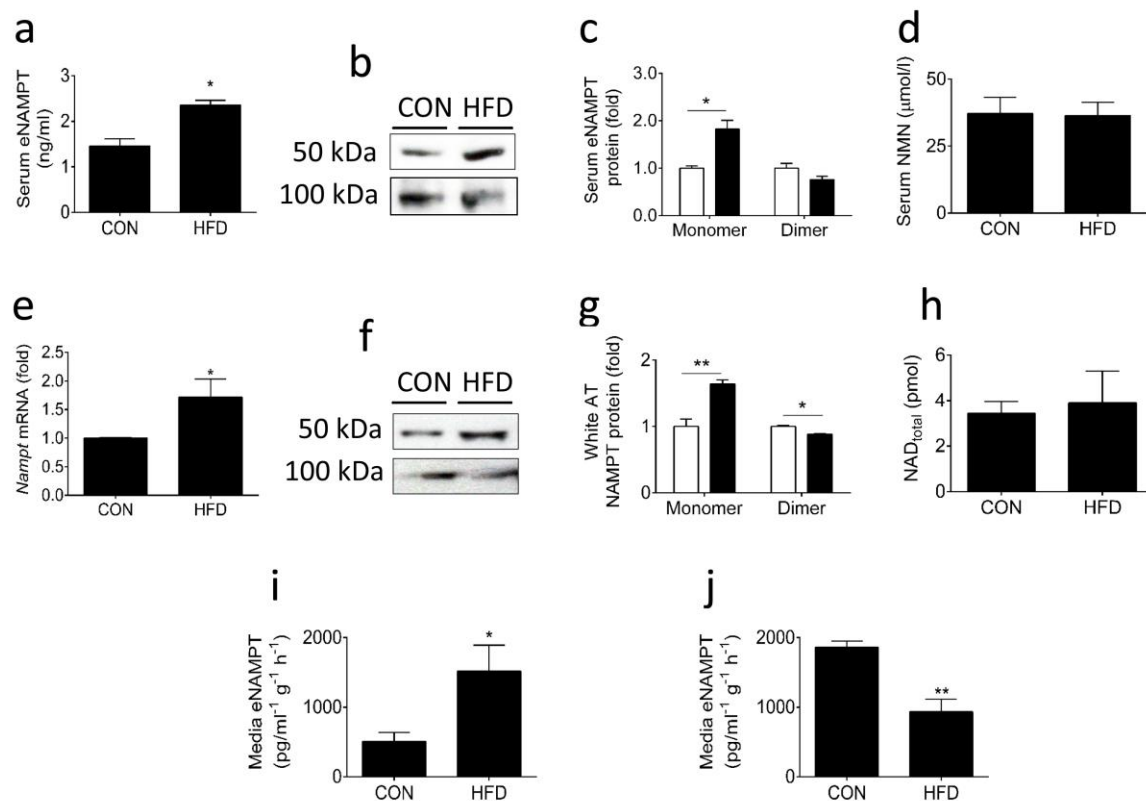 a
Serum eNAMPT
(ng/ml)
3
2
1
0
*
CON
HFD
b
CON HFD
50 kDa
100 kDa
c
Serum eNAMPT
protein (fold)
3.0
2.0
1.0
0.0
*
Monomer
Dimer
d
Serum NMN (μmol/l)
50
25
0
CON
HFD
e
Nampt mRNA (fold)
2.5
2.0
1.5
1.0
0.5
0.0
*
CON
HFD
f
CON HFD
50 kDa
100 kDa
g
White AT
NAMPT protein (fold)
2
1
0
**
*
Monomer
Dimer
h
NADtotal (pmol)
6
4
2
0
CON
HFD
i
Media eNAMPT
(pg/ml⁻¹ g⁻¹ h⁻¹)
2000
1000
0
*
CON
HFD
j
Media eNAMPT
(pg/ml⁻¹ g⁻¹ h⁻¹)
2000
1000
0
**
CON
HFD